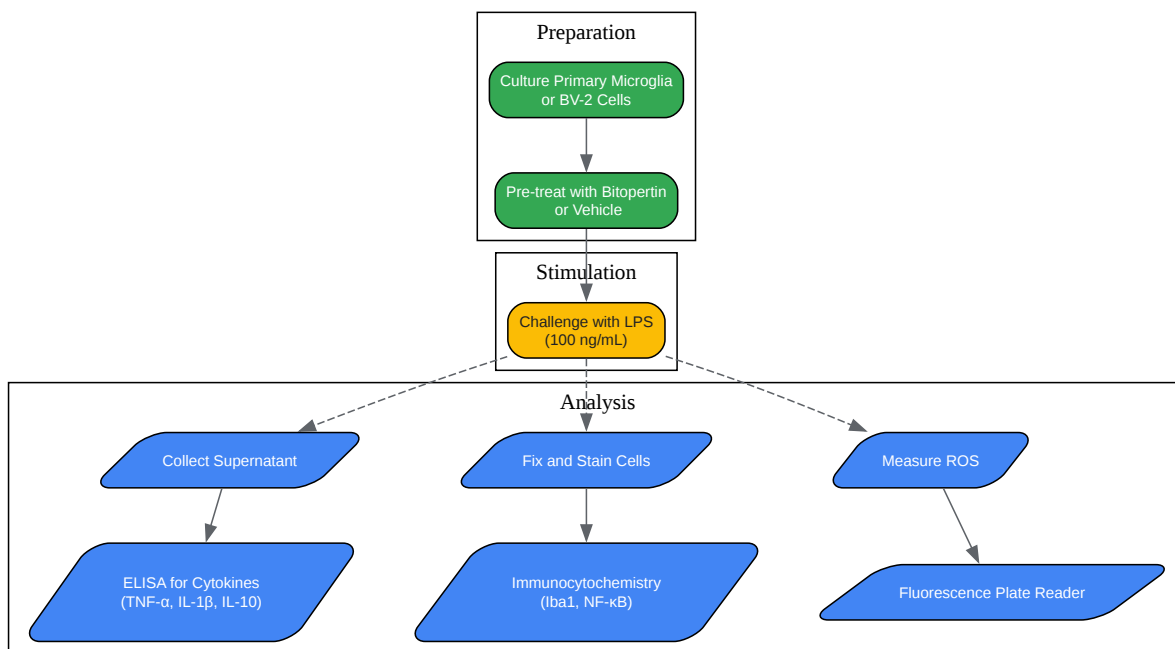 Preparation
Culture Primary Microglia
or BV-2 Cells
Pre-treat with Bitopertin
or Vehicle
Stimulation
Challenge with LPS
(100 ng/mL)
Analysis
Collect Supernatant
Fix and Stain Cells
Measure ROS
ELISA for Cytokines
(TNF-α, IL-1β, IL-10)
Immunocytochemistry
(Iba1, NF-κB)
Fluorescence Plate Reader